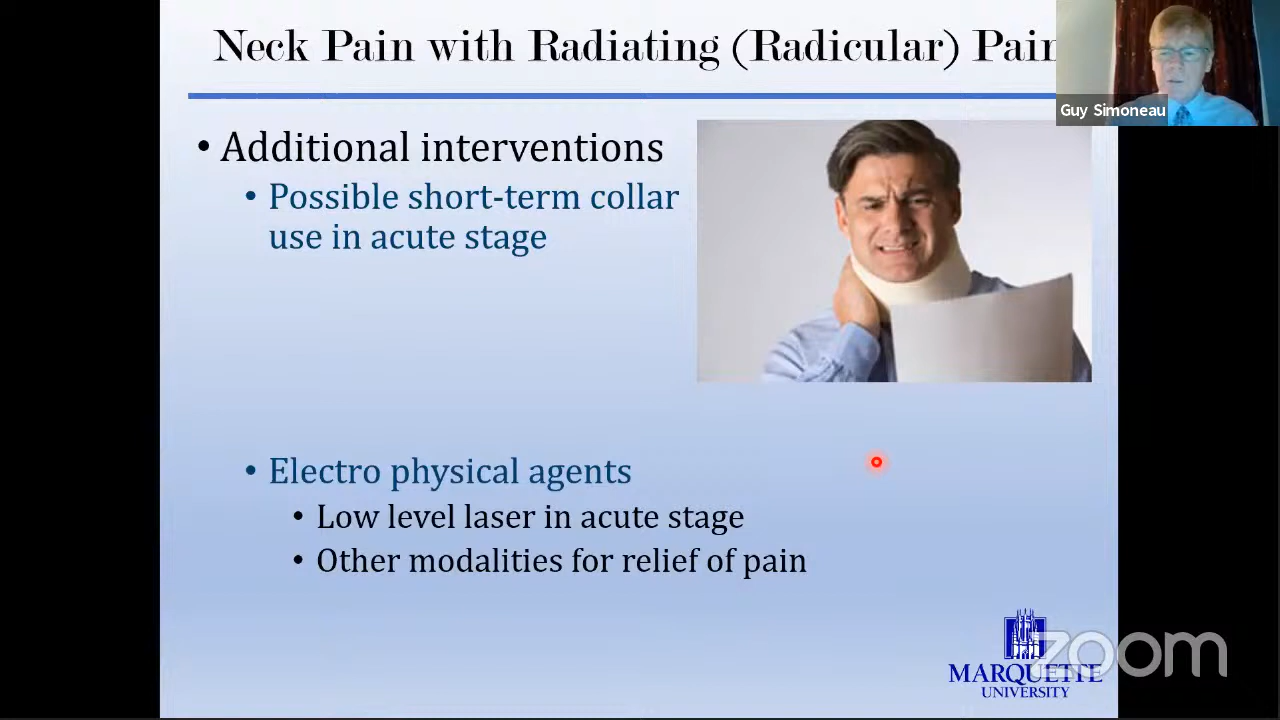 Neck Pain with Radiating (Radicular) Pain
Guy Simoneau
• Additional interventions
• Possible short-term collar
use in acute stage
• Electro physical agents
• Low level laser in acute stage
• Other modalities for relief of pain
zoom
MARQUETTE
UNIVERSITY